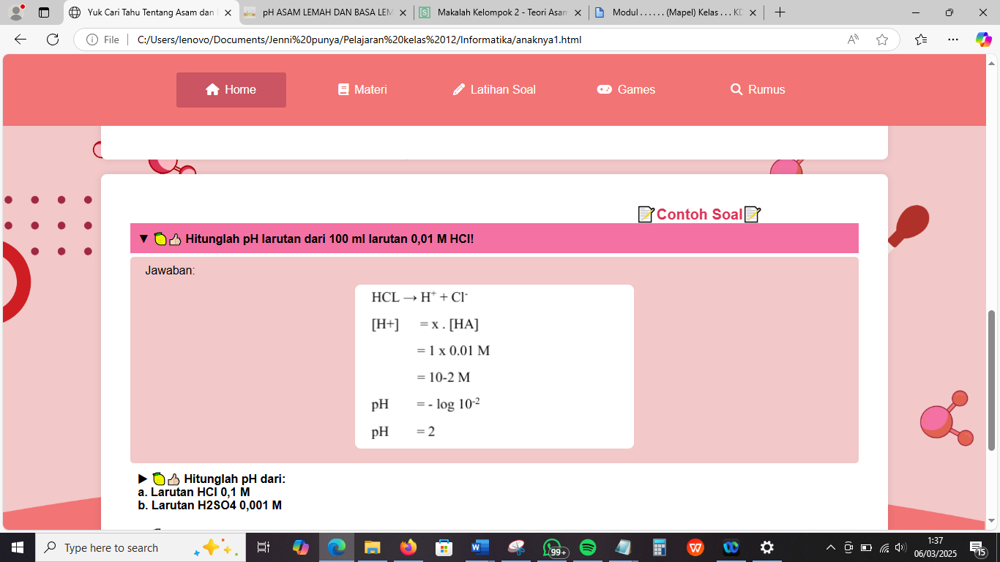 Yuk Cari Tahu Tentang Asam dan
pH ASAM LEMAH DAN BASA LEM
Makalah Kelompok 2 - Teori Asam
Modul . . . . . . (Mapel) Kelas . . . KD
File
C:/Users/lenovo/Documents/Jenni%20punya/Pelajaran%20kelas%2012/Informatika/anaknya1.html
Home
Materi
Latihan Soal
Games
Rumus
📝Contoh Soal📝
▼ 🍋👍🏻 Hitunglah pH larutan dari 100 ml larutan 0,01 M HCl!
Jawaban:
HCL → H⁺ + Cl⁻
[H+] = x . [HA]
= 1 x 0.01 M
= 10-2 M
pH = - log 10⁻²
pH = 2
▶ 🍋👍🏻 Hitunglah pH dari:
a. Larutan HCl 0,1 M
b. Larutan H2SO4 0,001 M
Type here to search
99+
1:37
06/03/2025
15